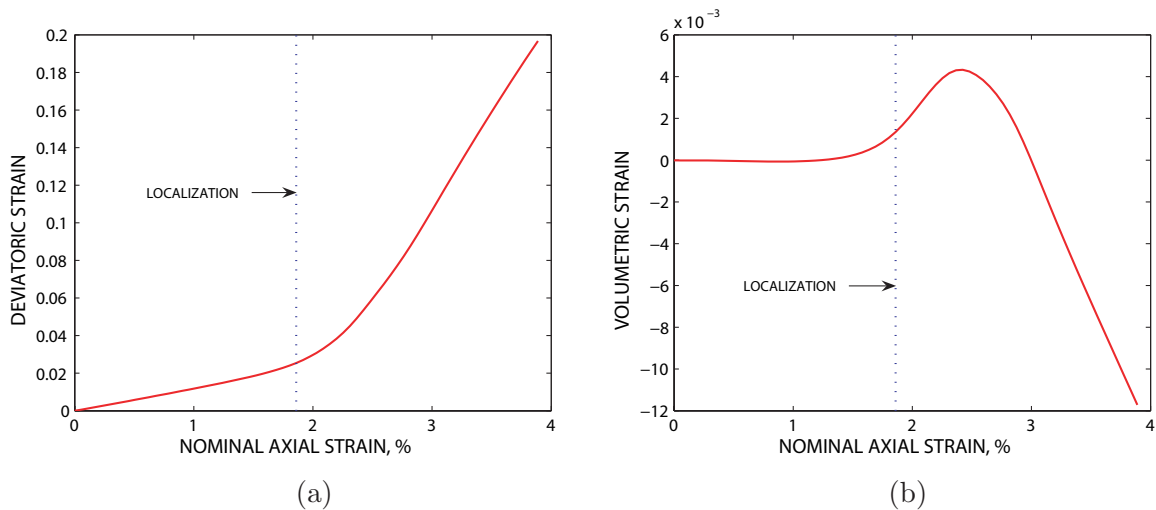 0.2
0.18
0.16
0.14
0.12
0.1
0.08
0.06
0.04
0.02
0
DEVIATORIC STRAIN
LOCALIZATION
0 1 2 3 4
NOMINAL AXIAL STRAIN, %
(a)
x 10⁻³
6
4
2
0
−2
−4
−6
−8
−10
−12
VOLUMETRIC STRAIN
LOCALIZATION
0 1 2 3 4
NOMINAL AXIAL STRAIN, %
(b)